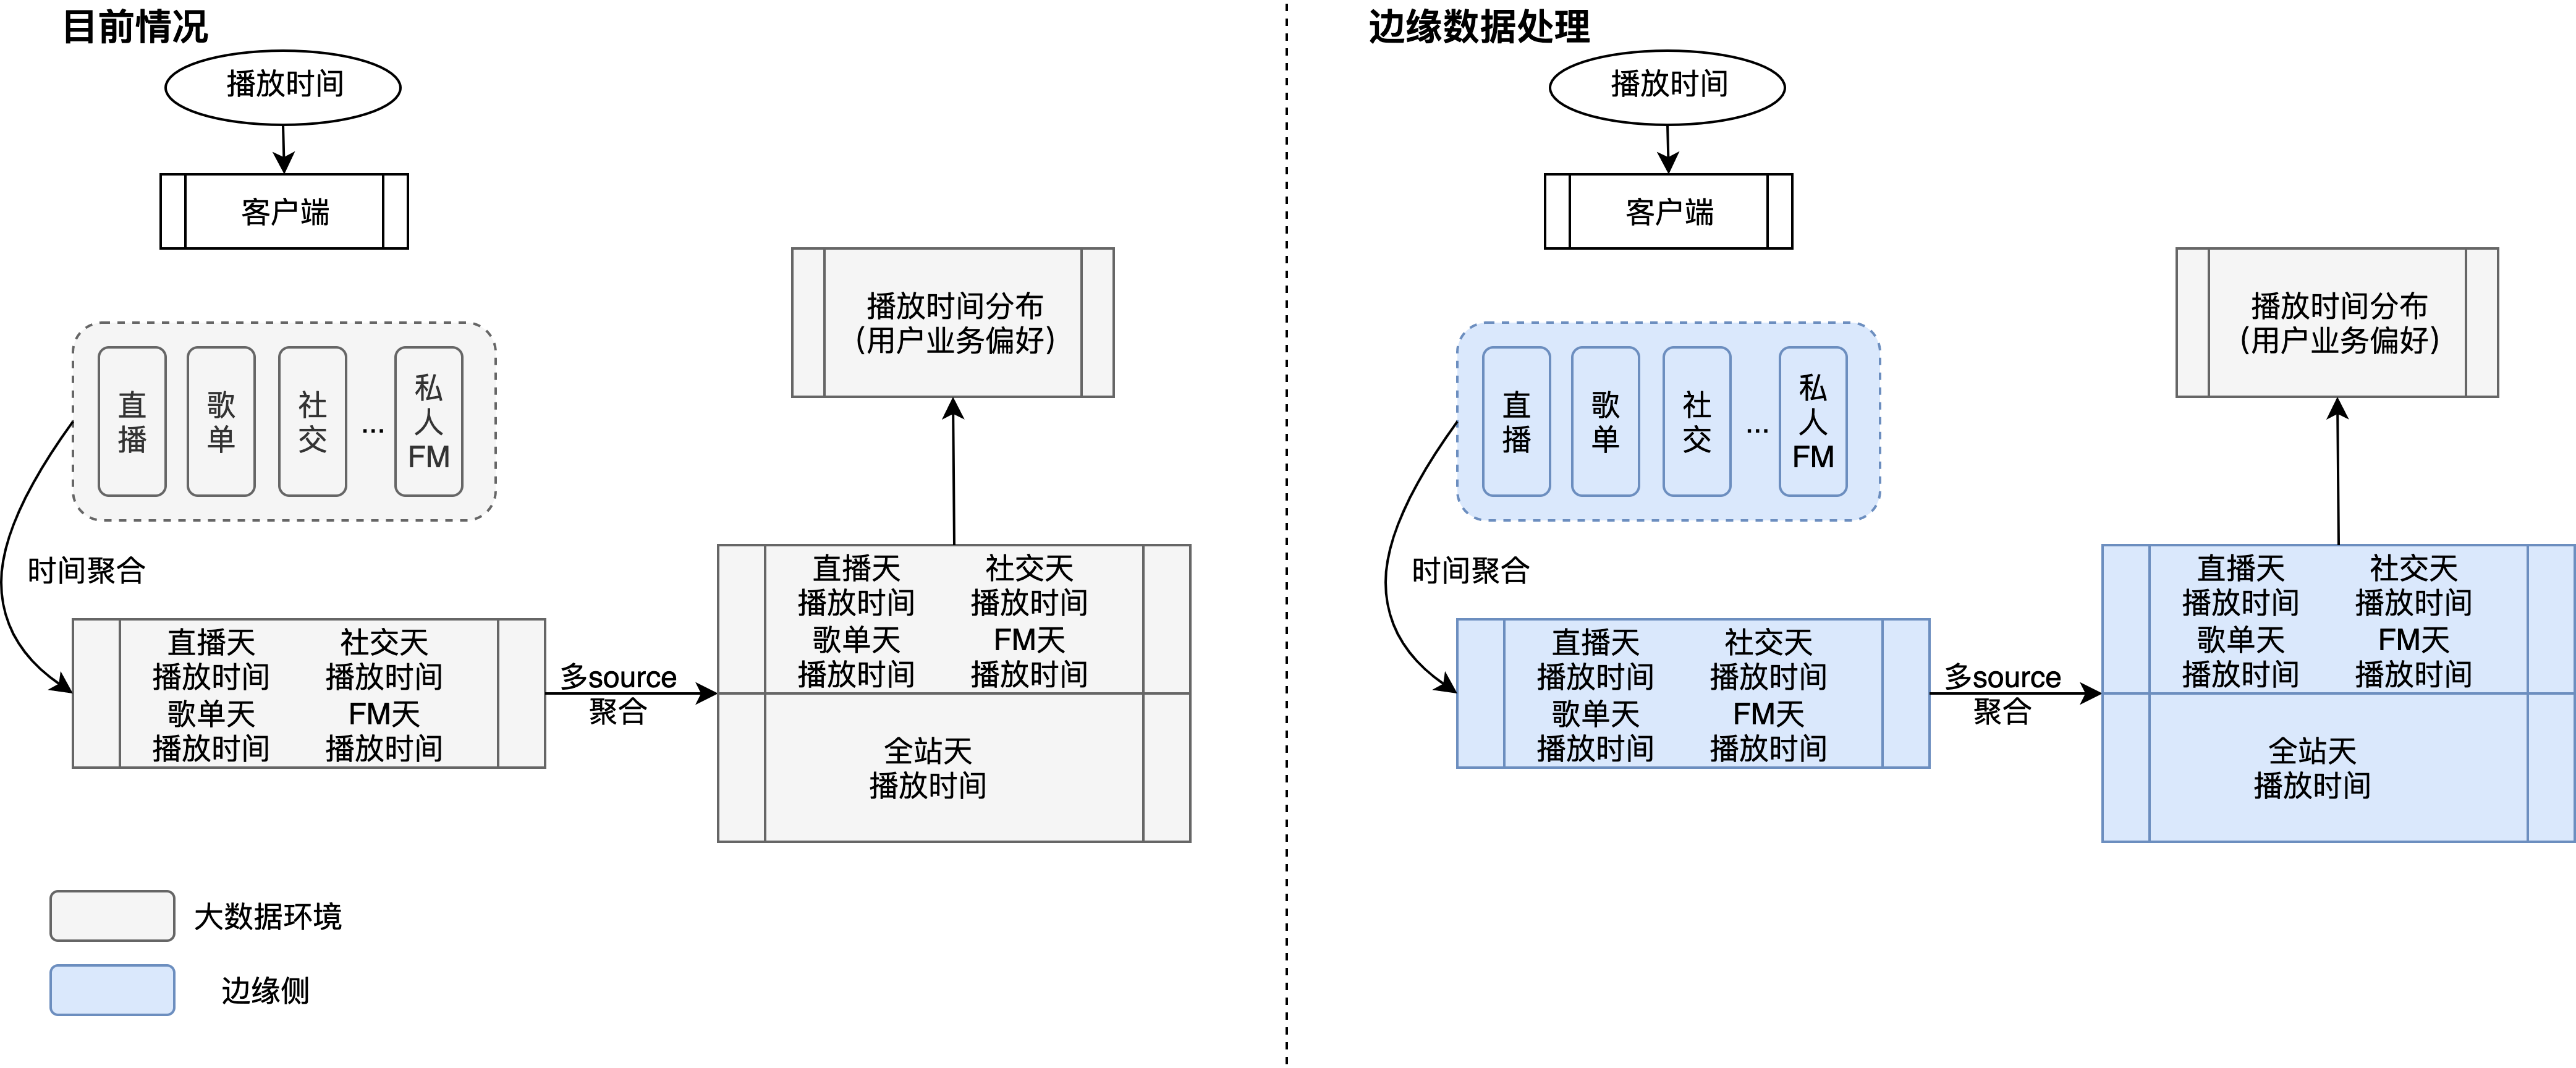 目前情况
播放时间
客户端
直
播
歌
单
社
交
...
私
人
FM
时间聚合
直播天
播放时间
社交天
播放时间
歌单天
播放时间
FM天
播放时间
多source
聚合
播放时间分布
(用户业务偏好)
直播天
播放时间
社交天
播放时间
歌单天
播放时间
FM天
播放时间
全站天
播放时间
大数据环境
边缘侧
边缘数据处理
播放时间
客户端
直
播
歌
单
社
交
...
私
人
FM
时间聚合
直播天
播放时间
社交天
播放时间
歌单天
播放时间
FM天
播放时间
多source
聚合
播放时间分布
(用户业务偏好)
直播天
播放时间
社交天
播放时间
歌单天
播放时间
FM天
播放时间
全站天
播放时间